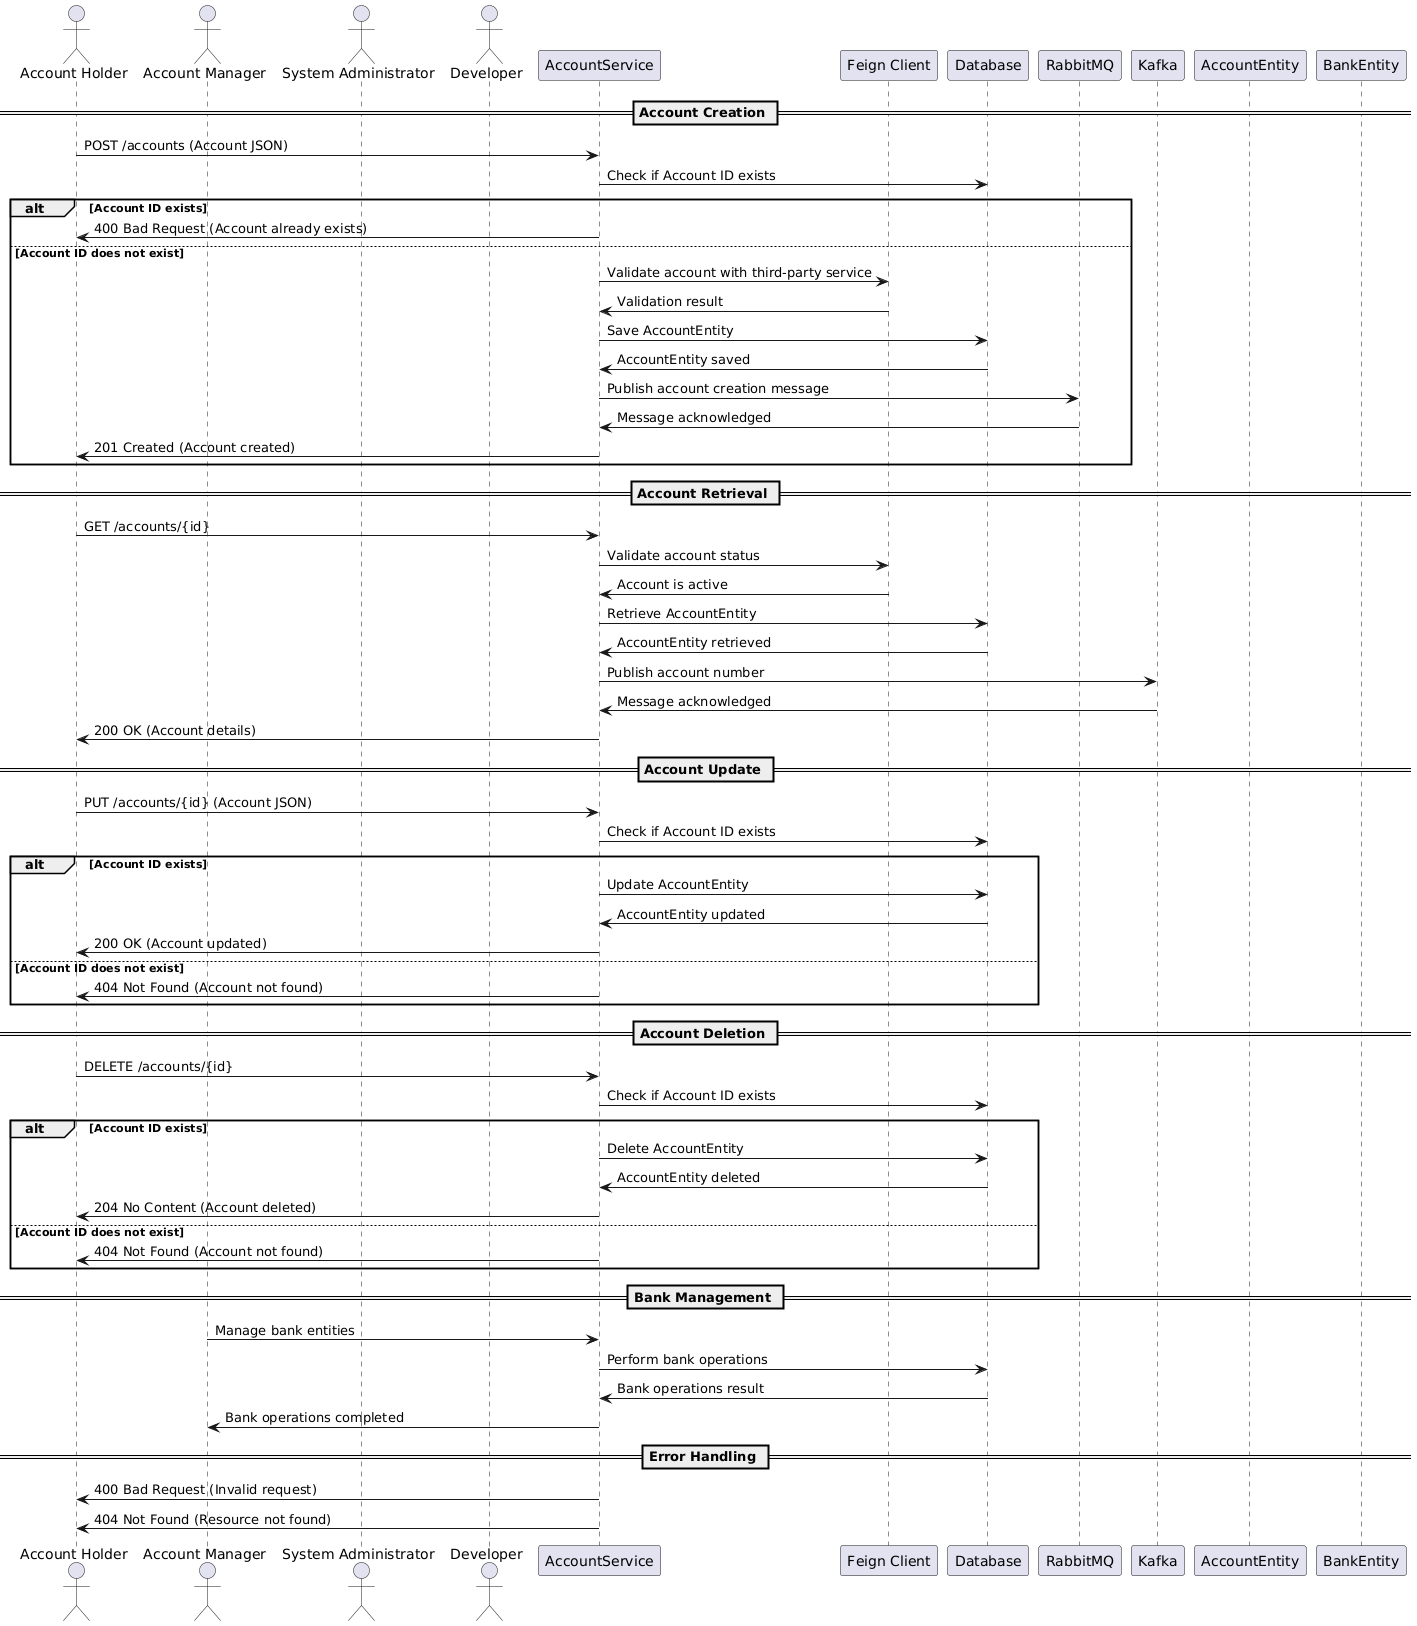 Account Holder
Account Manager
System Administrator
Developer
AccountService
Feign Client
Database
RabbitMQ
Kafka
AccountEntity
BankEntity
Account Creation
POST /accounts (Account JSON)
Check if Account ID exists
alt [Account ID exists]
400 Bad Request (Account already exists)
[Account ID does not exist]
Validate account with third-party service
Validation result
Save AccountEntity
AccountEntity saved
Publish account creation message
Message acknowledged
201 Created (Account created)
Account Retrieval
GET /accounts/{id}
Validate account status
Account is active
Retrieve AccountEntity
AccountEntity retrieved
Publish account number
Message acknowledged
200 OK (Account details)
Account Update
PUT /accounts/{id} (Account JSON)
Check if Account ID exists
alt [Account ID exists]
Update AccountEntity
AccountEntity updated
200 OK (Account updated)
[Account ID does not exist]
404 Not Found (Account not found)
Account Deletion
DELETE /accounts/{id}
Check if Account ID exists
alt [Account ID exists]
Delete AccountEntity
AccountEntity deleted
204 No Content (Account deleted)
[Account ID does not exist]
404 Not Found (Account not found)
Bank Management
Manage bank entities
Perform bank operations
Bank operations result
Bank operations completed
Error Handling
400 Bad Request (Invalid request)
404 Not Found (Resource not found)
Account Holder
Account Manager
System Administrator
Developer
AccountService
Feign Client
Database
RabbitMQ
Kafka
AccountEntity
BankEntity